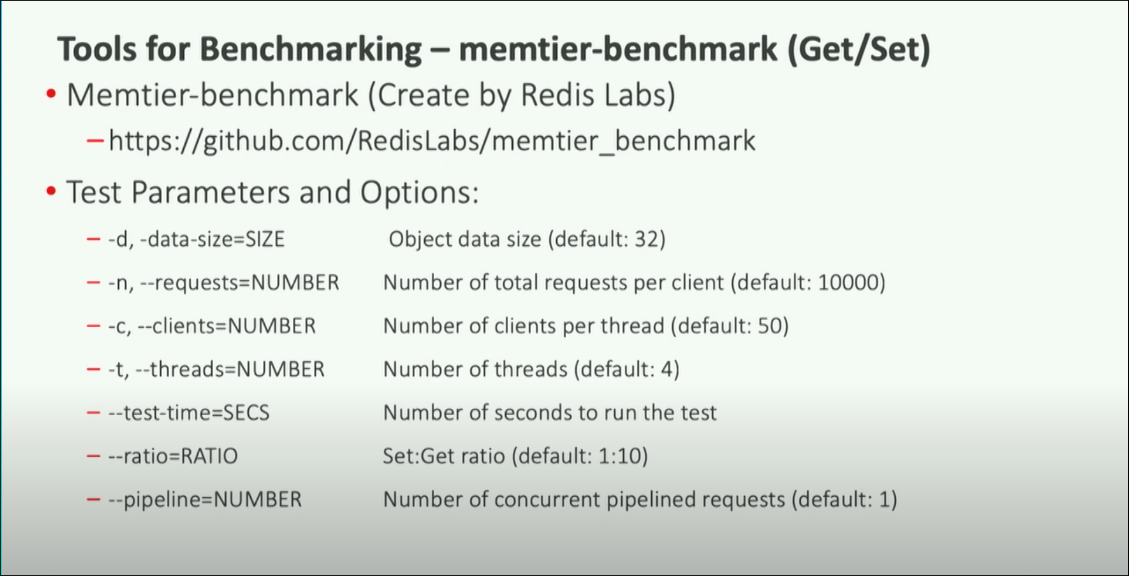 Tools for Benchmarking – memtier-benchmark (Get/Set)
• Memtier-benchmark (Create by Redis Labs)
– https://github.com/RedisLabs/memtier_benchmark
• Test Parameters and Options:
– -d, -data-size=SIZE Object data size (default: 32)
– -n, --requests=NUMBER Number of total requests per client (default: 10000)
– -c, --clients=NUMBER Number of clients per thread (default: 50)
– -t, --threads=NUMBER Number of threads (default: 4)
– --test-time=SECS Number of seconds to run the test
– --ratio=RATIO Set:Get ratio (default: 1:10)
– --pipeline=NUMBER Number of concurrent pipelined requests (default: 1)